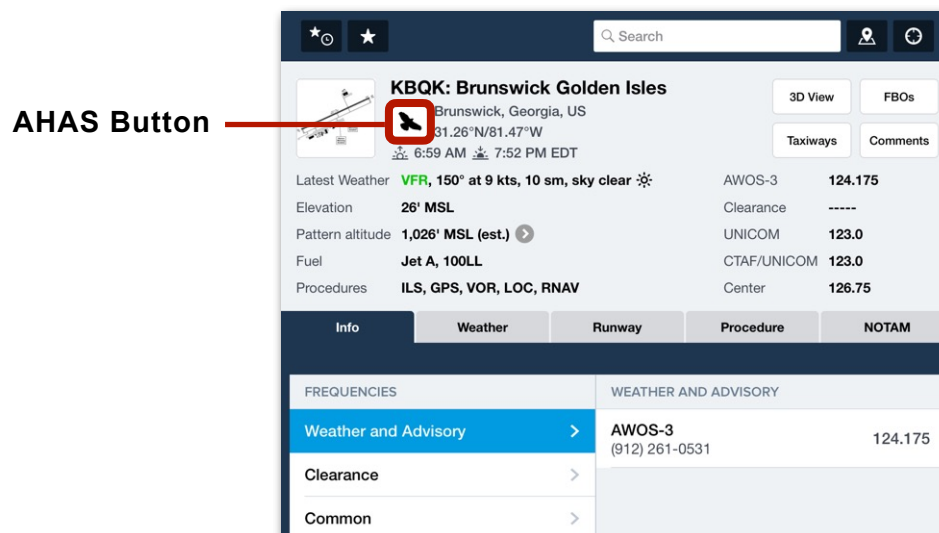 Search
AHAS Button
KBQK: Brunswick Golden Isles
Brunswick, Georgia, US
31.26°N/81.47°W
6:59 AM 7:52 PM EDT
3D View
FBOs
Taxiways
Comments
Latest Weather VFR, 150° at 9 kts, 10 sm, sky clear
AWOS-3 124.175
Elevation 26' MSL
Clearance -----
Pattern altitude 1,026' MSL (est.)
UNICOM 123.0
Fuel Jet A, 100LL
CTAF/UNICOM 123.0
Procedures ILS, GPS, VOR, LOC, RNAV
Center 126.75
Info Weather Runway Procedure NOTAM
FREQUENCIES
WEATHER AND ADVISORY
Weather and Advisory
AWOS-3
(912) 261-0531
124.175
Clearance
Common